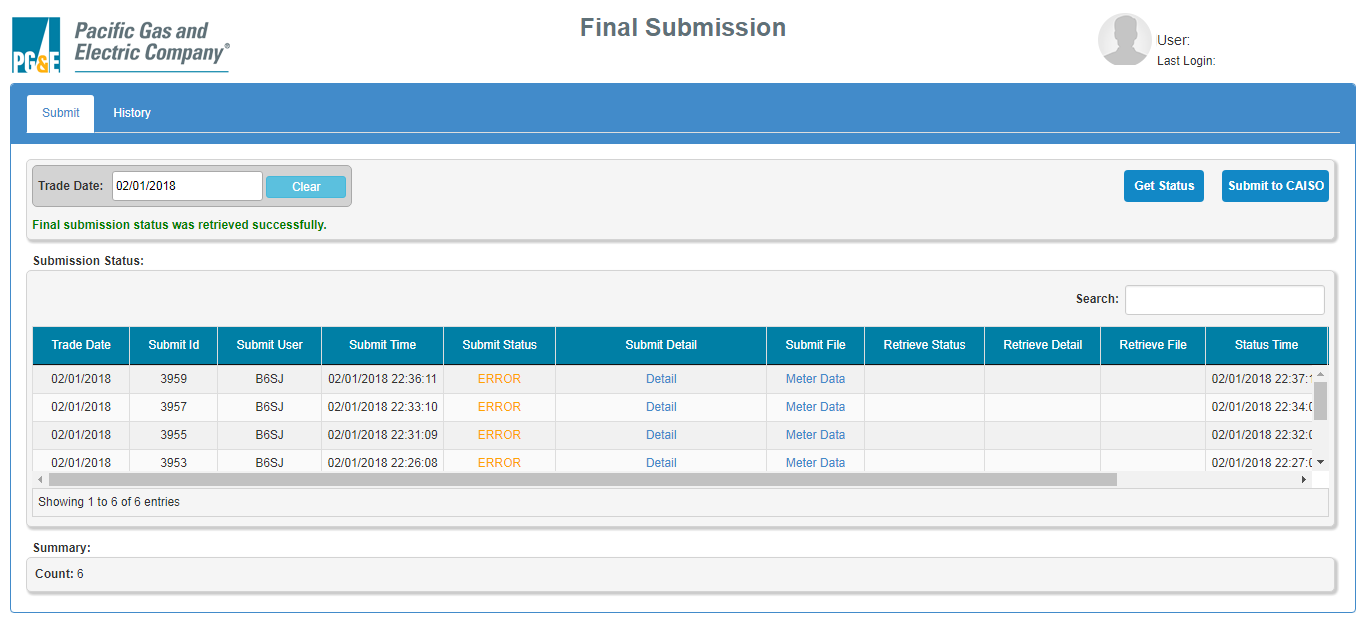 PG&E
Pacific Gas and
Electric Company®
Final Submission
User:
Last Login:
Submit History
Trade Date: 02/01/2018 Clear Get Status Submit to CAISO
Final submission status was retrieved successfully.
Submission Status:
Search:
Trade Date Submit Id Submit User Submit Time Submit Status Submit Detail Submit File Retrieve Status Retrieve Detail Retrieve File Status Time
02/01/2018 3959 B6SJ 02/01/2018 22:36:11 ERROR Detail Meter Data 02/01/2018 22:37:
02/01/2018 3957 B6SJ 02/01/2018 22:33:10 ERROR Detail Meter Data 02/01/2018 22:34:
02/01/2018 3955 B6SJ 02/01/2018 22:31:09 ERROR Detail Meter Data 02/01/2018 22:32:
02/01/2018 3953 B6SJ 02/01/2018 22:26:08 ERROR Detail Meter Data 02/01/2018 22:27:
Showing 1 to 6 of 6 entries
Summary:
Count: 6